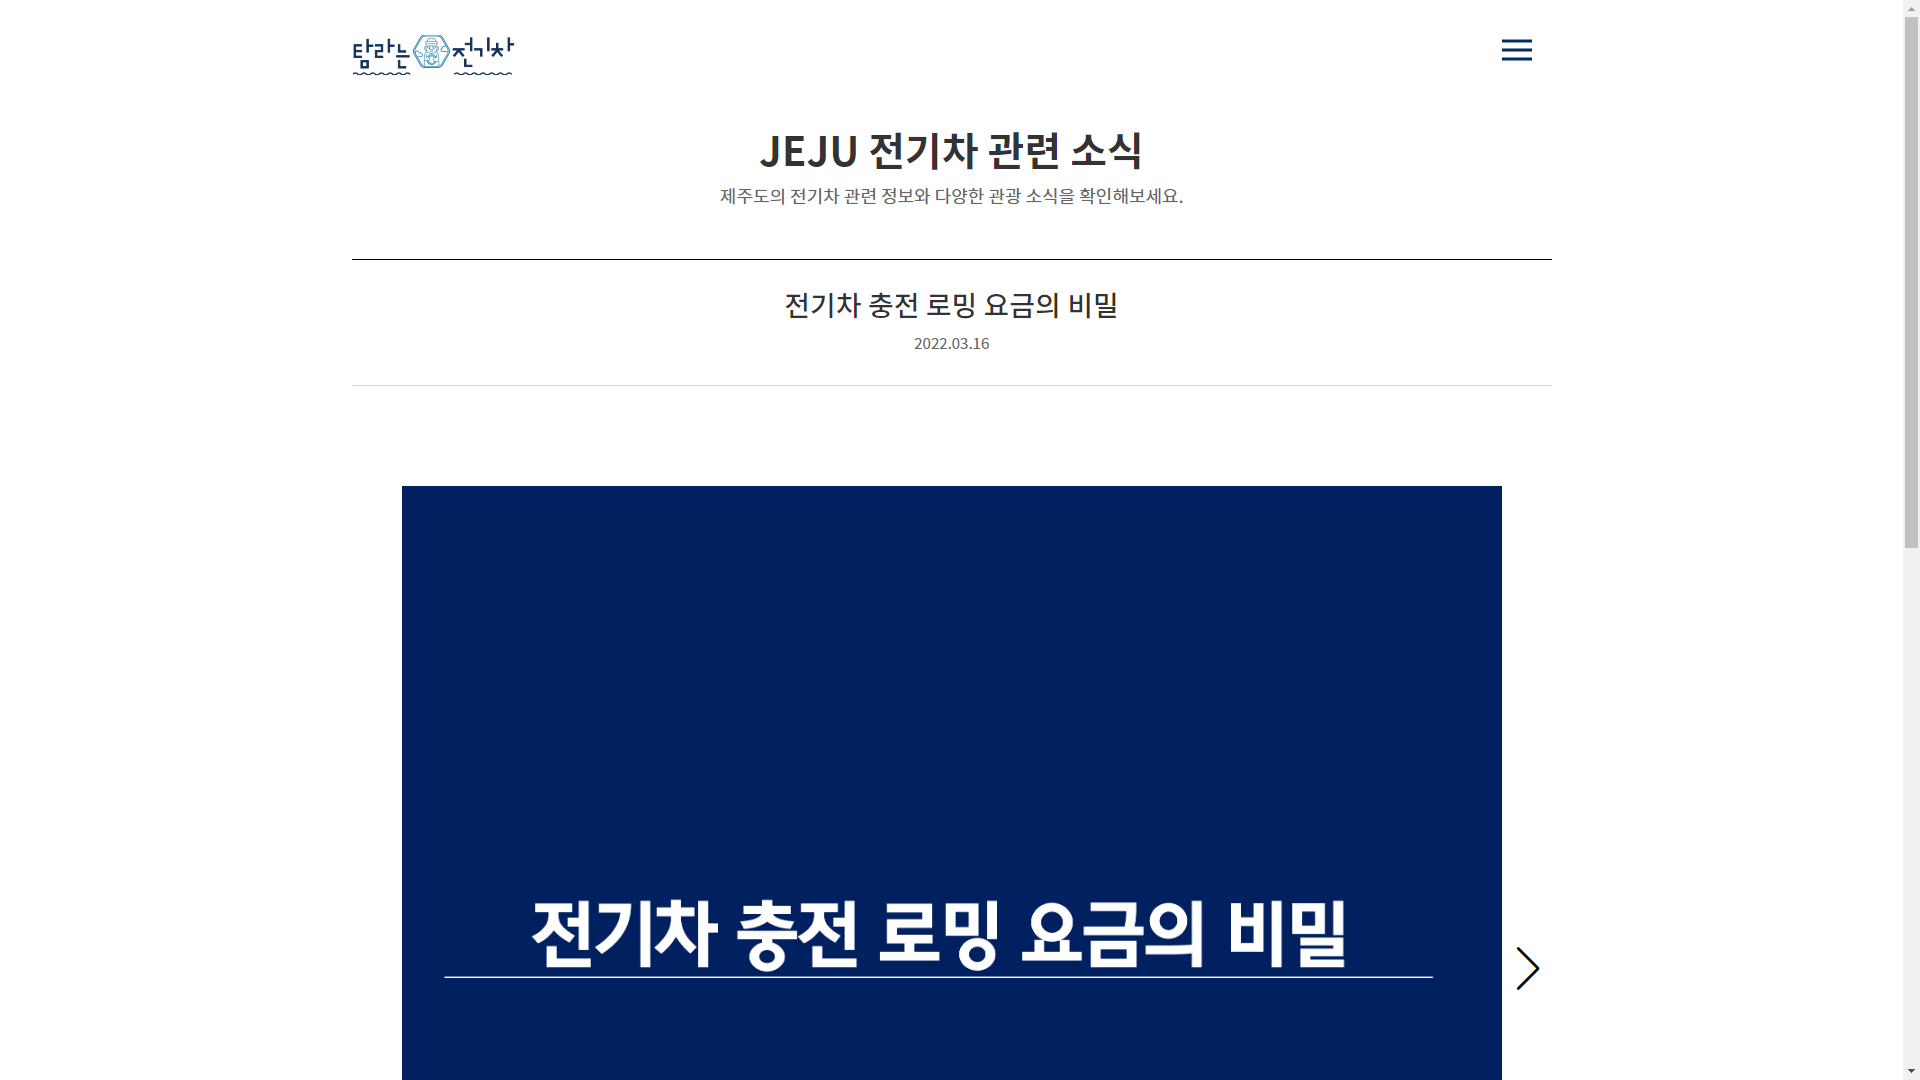 탐라는 전기차
JEJU 전기차 관련 소식
제주도의 전기차 관련 정보와 다양한 관광 소식을 확인해보세요.
전기차 충전 로밍 요금의 비밀
2022.03.16
전기차 충전 로밍 요금의 비밀